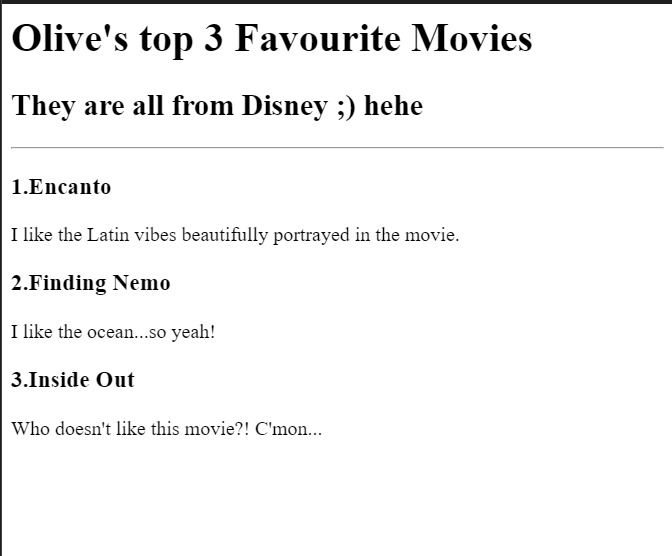 Olive's top 3 Favourite Movies
They are all from Disney ;) hehe
1.Encanto
I like the Latin vibes beautifully portrayed in the movie.
2.Finding Nemo
I like the ocean...so yeah!
3.Inside Out
Who doesn't like this movie?! C'mon...